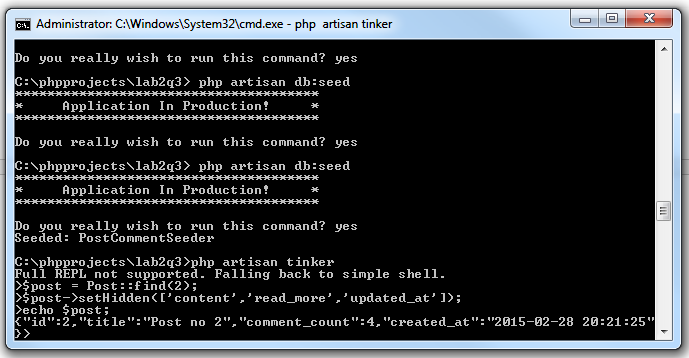 Administrator: C:\Windows\System32\cmd.exe - php  artisan tinker
Do you really wish to run this command? yes
C:\phpprojects\lab2q3> php artisan db:seed
**************************************
*     Application In Production!     *
**************************************
Do you really wish to run this command? yes
C:\phpprojects\lab2q3> php artisan db:seed
**************************************
*     Application In Production!     *
**************************************
Do you really wish to run this command? yes
Seeded: PostCommentSeeder
C:\phpprojects\lab2q3>php artisan tinker
Full REPL not supported. Falling back to simple shell.
>$post = Post::find(2);
>$post->setHidden(['content','read_more','updated_at']);
>echo $post;
{"id":2,"title":"Post no 2","comment_count":4,"created_at":"2015-02-28 20:21:25"
}>